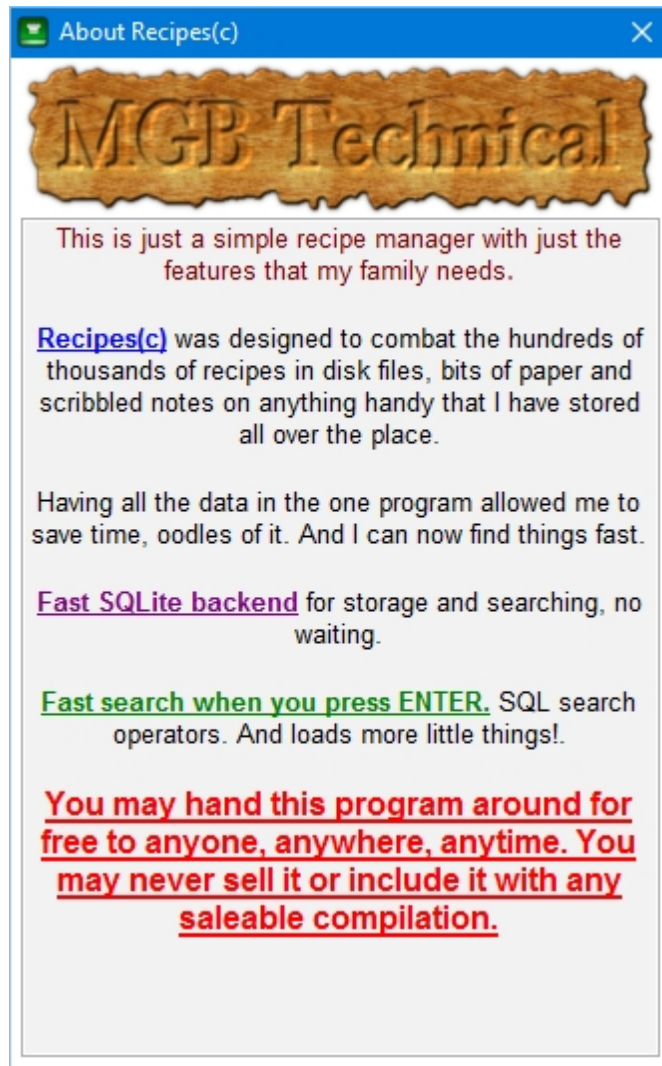 About Recipes(c)
MGB Technical
This is just a simple recipe manager with just the
features that my family needs.
Recipes(c) was designed to combat the hundreds of
thousands of recipes in disk files, bits of paper and
scribbled notes on anything handy that I have stored
all over the place.
Having all the data in the one program allowed me to
save time, oodles of it. And I can now find things fast.
Fast SQLite backend for storage and searching, no
waiting.
Fast search when you press ENTER. SQL search
operators. And loads more little things!.
You may hand this program around for
free to anyone, anywhere, anytime. You
may never sell it or include it with any
saleable compilation.